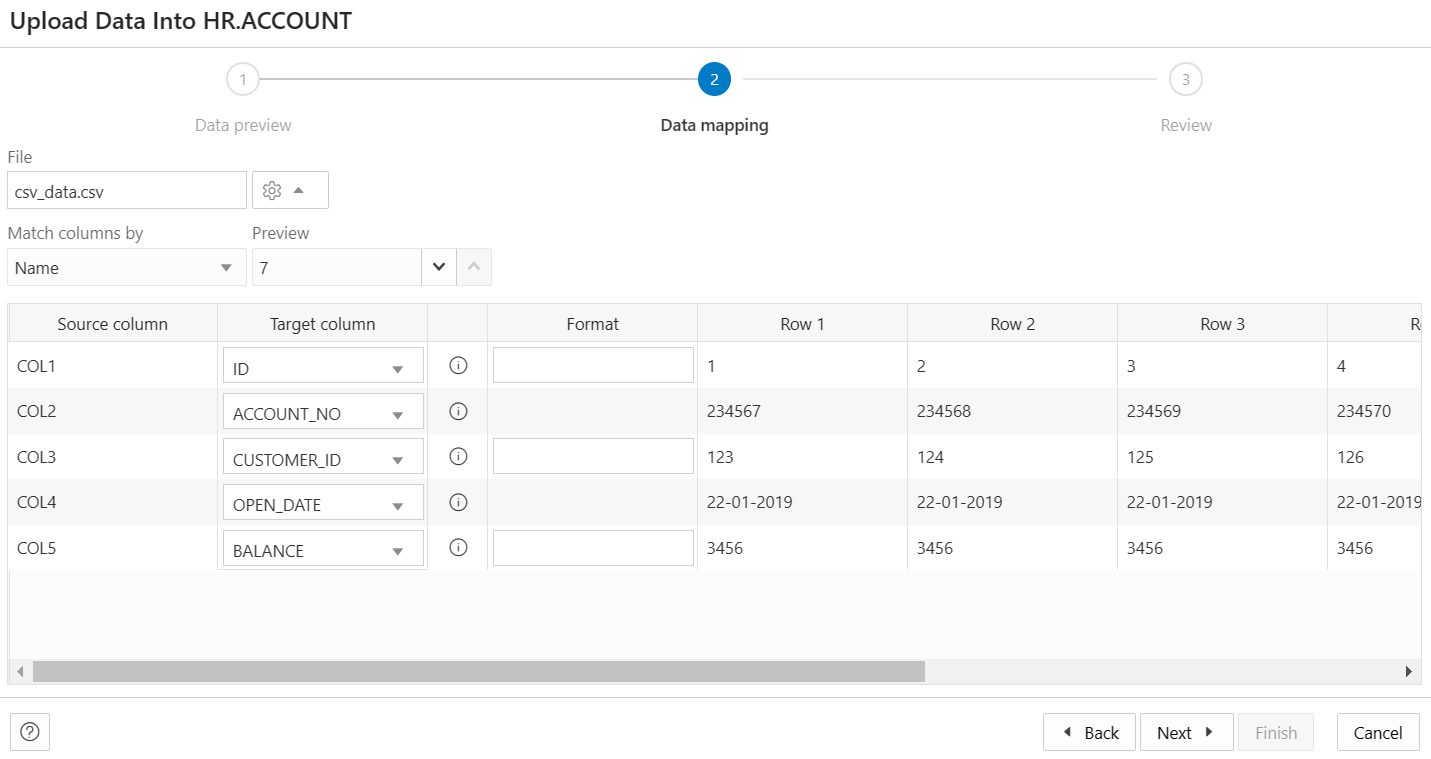 Upload Data Into HR.ACCOUNT
1 2 3
Data preview Data mapping Review
File
csv_data.csv
Match columns by Preview
Name 7
Source column Target column Format Row 1 Row 2 Row 3
COL1 ID 1 2 3 4
COL2 ACCOUNT_NO 234567 234568 234569 234570
COL3 CUSTOMER_ID 123 124 125 126
COL4 OPEN_DATE 22-01-2019 22-01-2019 22-01-2019 22-01-2019
COL5 BALANCE 3456 3456 3456 3456
? Back Next Finish Cancel